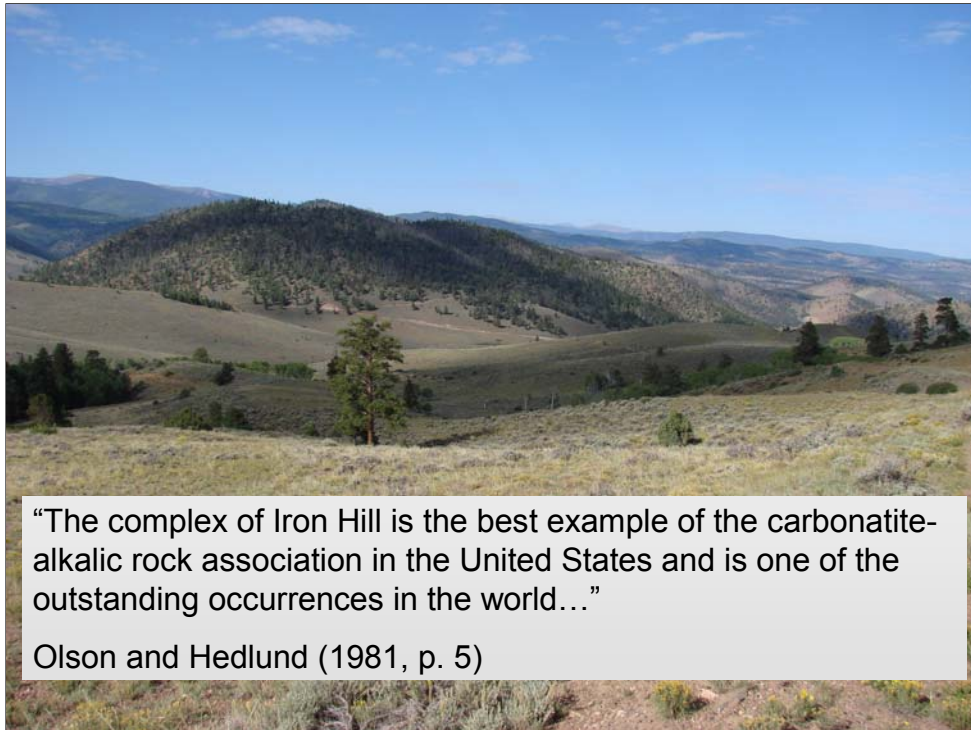 “The complex of Iron Hill is the best example of the carbonatite-
alkalic rock association in the United States and is one of the
outstanding occurrences in the world…”
Olson and Hedlund (1981, p. 5)